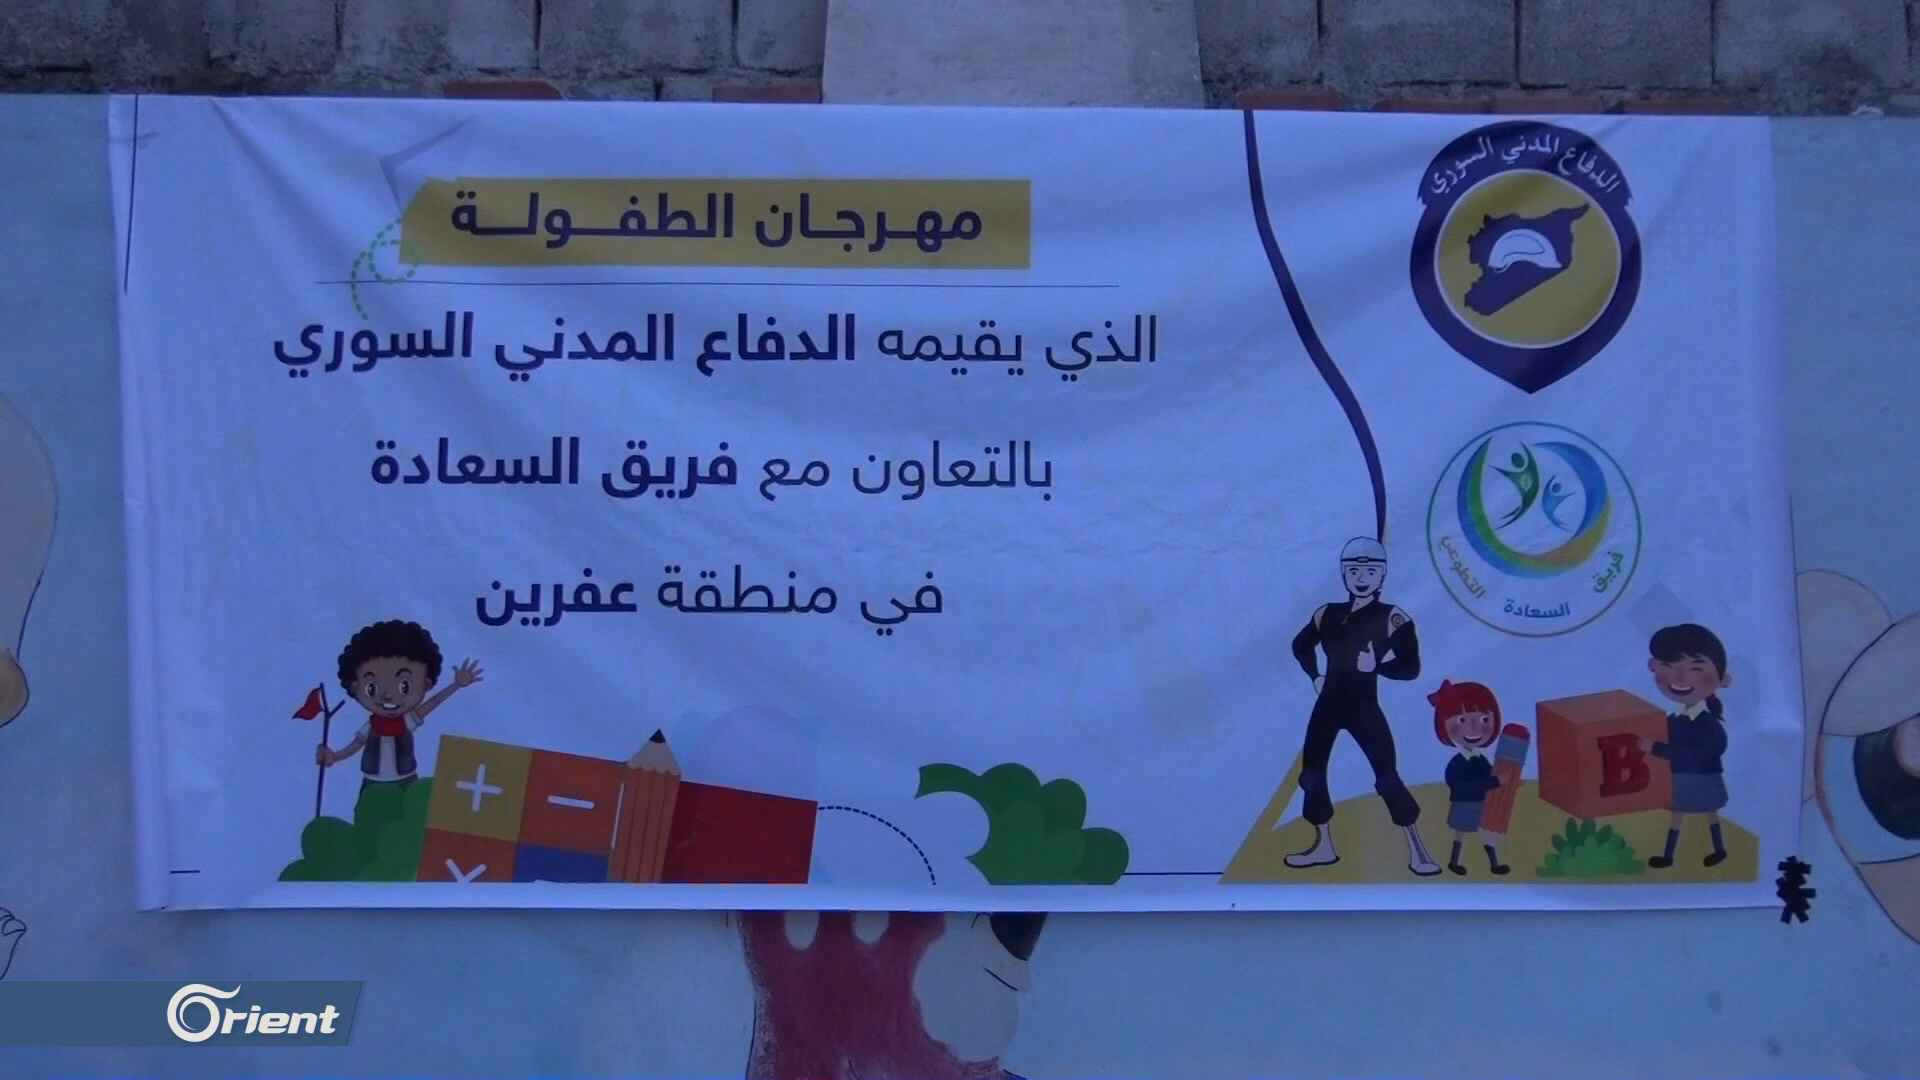 مهرجان الطفولة
الذي يقيمه الدفاع المدني السوري
بالتعاون مع فريق السعادة
في منطقة عفرين
الدفاع المدني السوري
فريق السعادة التطوعي
B
Orient